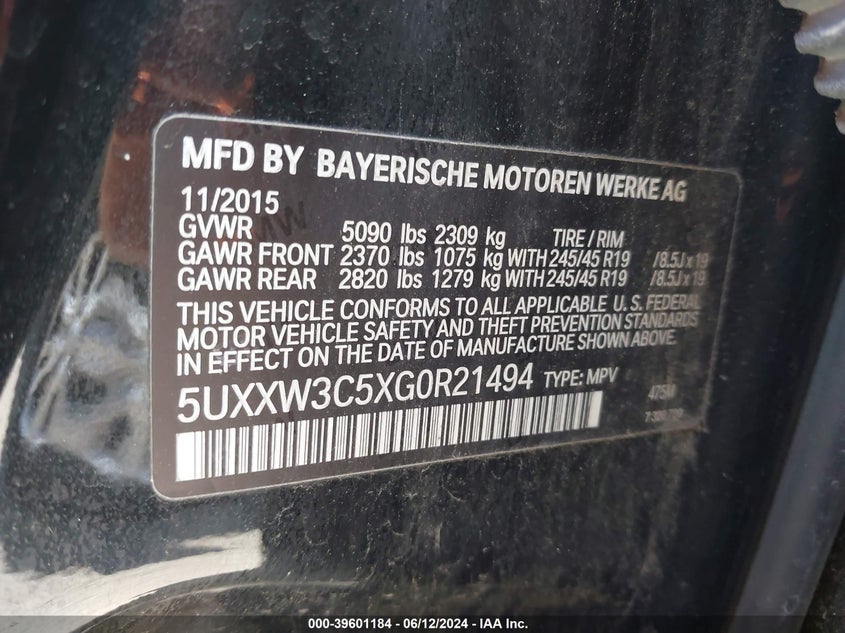 MFD BY BAYERISCHE MOTOREN WERKE AG
11/2015
GVWR 5090 lbs 2309 kg TIRE / RIM
GAWR FRONT 2370 lbs 1075 kg WITH 245/45 R19 /8.5J x 19
GAWR REAR 2820 lbs 1279 kg WITH 245/45 R19 /8.5J x 19
THIS VEHICLE CONFORMS TO ALL APPLICABLE U.S. FEDERAL
MOTOR VEHICLE SAFETY AND THEFT PREVENTION STANDARDS
IN EFFECT ON THE DATE OF MANUFACTURE SHOWN ABOVE.
5UXXW3C5XG0R21494 TYPE: MPV
000-39601184 - 06/12/2024 - IAA Inc.